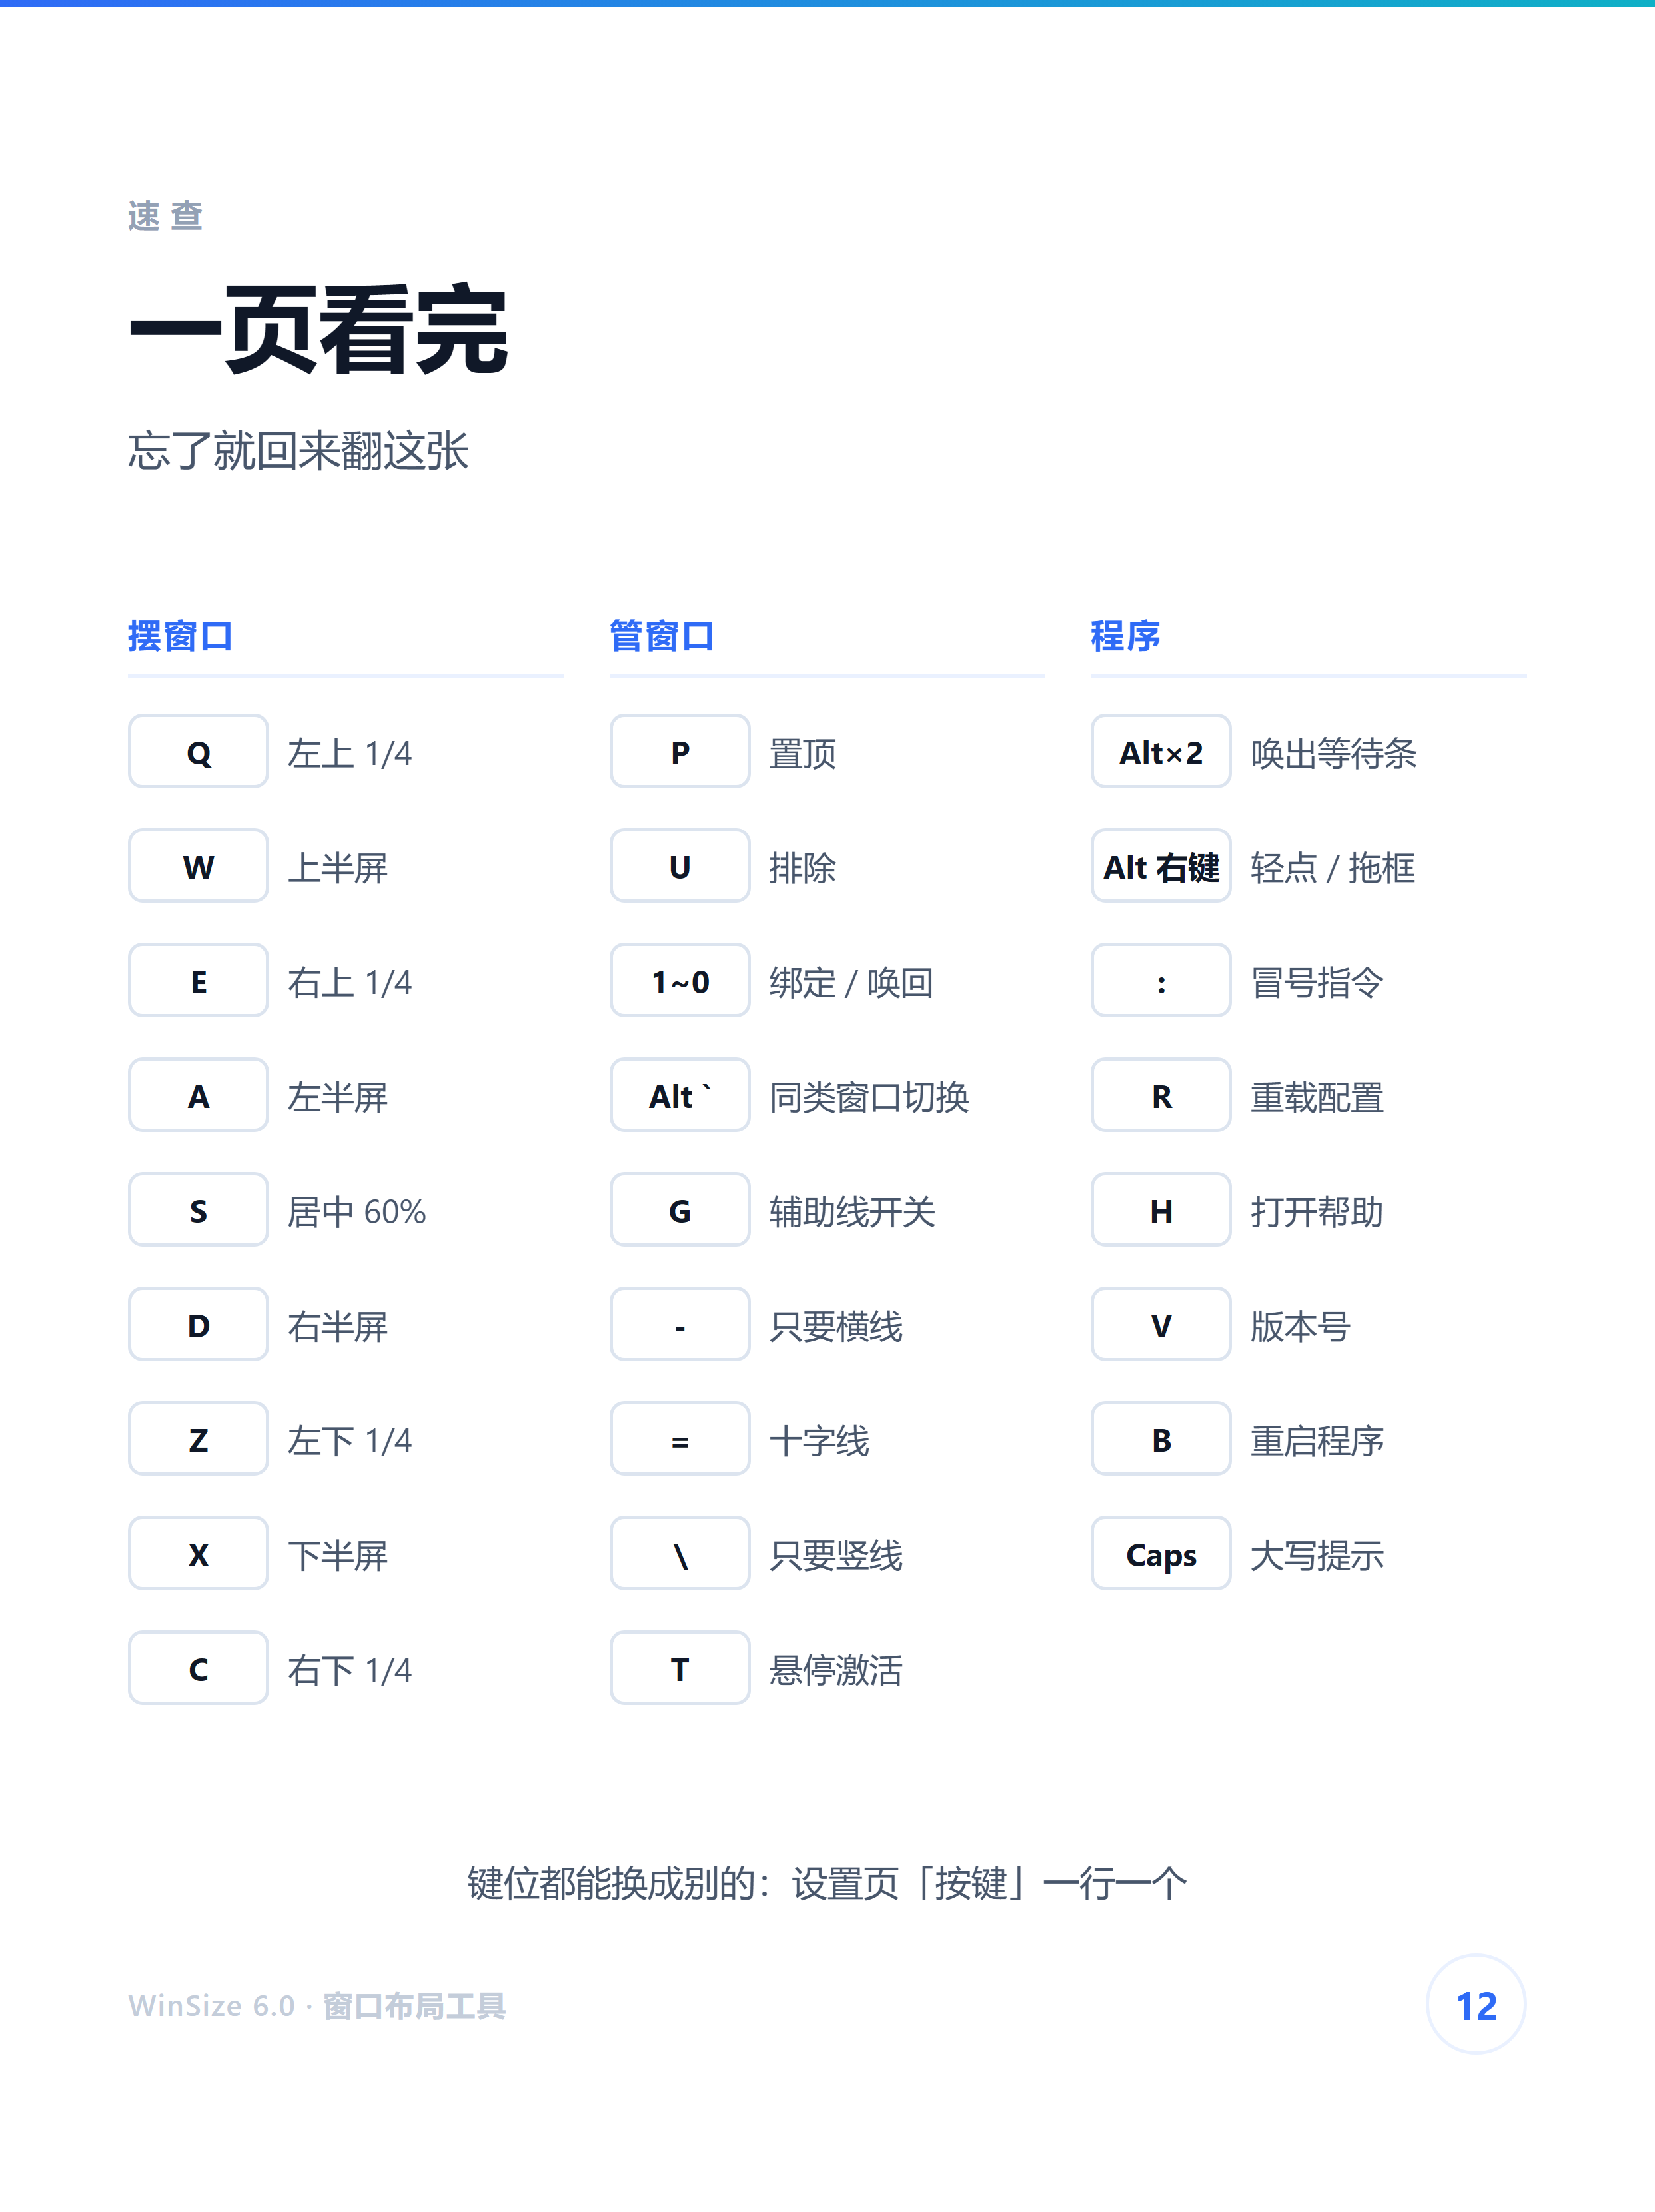 速查
一页看完
忘了就回来翻这张
摆窗口
Q 左上 1/4
W 上半屏
E 右上 1/4
A 左半屏
S 居中 60%
D 右半屏
Z 左下 1/4
X 下半屏
C 右下 1/4
管窗口
P 置顶
U 排除
1~0 绑定 / 唤回
Alt ` 同类窗口切换
G 辅助线开关
- 只要横线
= 十字线
\ 只要竖线
T 悬停激活
程序
Alt×2 唤出等待条
Alt 右键 轻点 / 拖框
: 冒号指令
R 重载配置
H 打开帮助
V 版本号
B 重启程序
Caps 大写提示
键位都能换成别的：设置页「按键」一行一个
WinSize 6.0 · 窗口布局工具
12